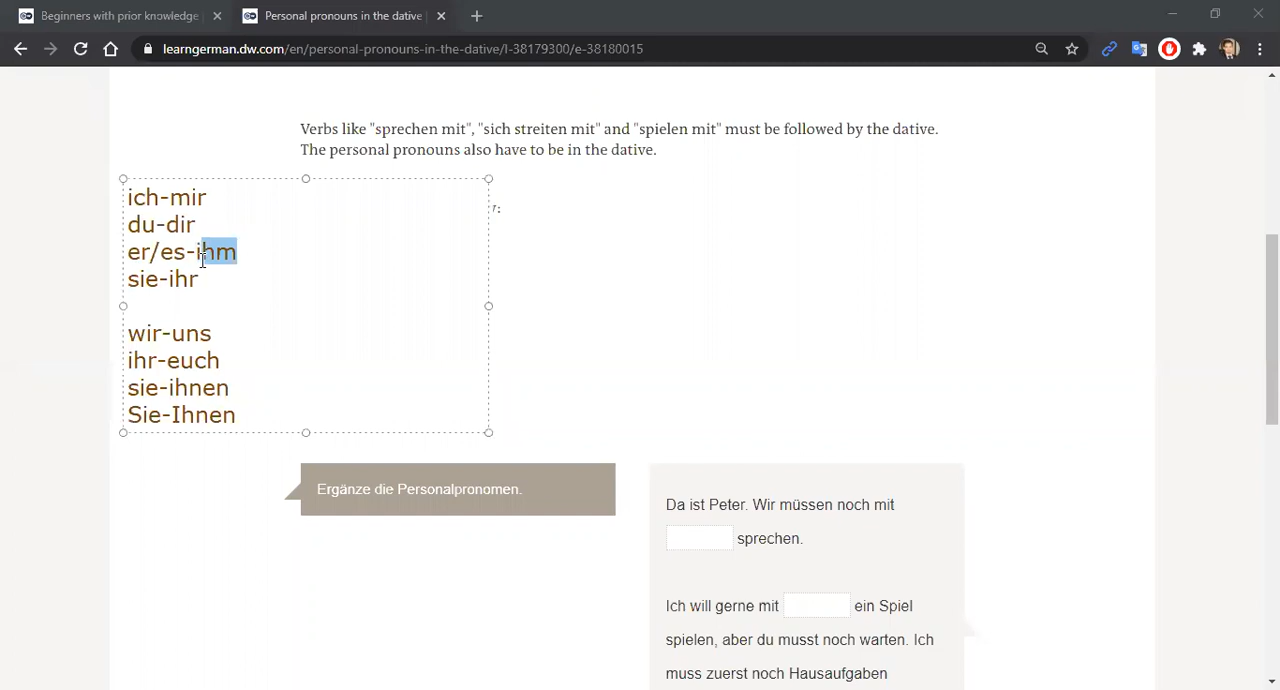 Beginners with prior knowledge
Personal pronouns in the dative
learngerman.dw.com/en/personal-pronouns-in-the-dative/l-38179300/e-38180015
Verbs like "sprechen mit", "sich streiten mit" and "spielen mit" must be followed by the dative.
The personal pronouns also have to be in the dative.
ich-mir
du-dir
er/es-ihm
sie-ihr
wir-uns
ihr-euch
sie-ihnen
Sie-Ihnen
Ergänze die Personalpronomen.
Da ist Peter. Wir müssen noch mit
sprechen.
Ich will gerne mit ein Spiel
spielen, aber du musst noch warten. Ich
muss zuerst noch Hausaufgaben